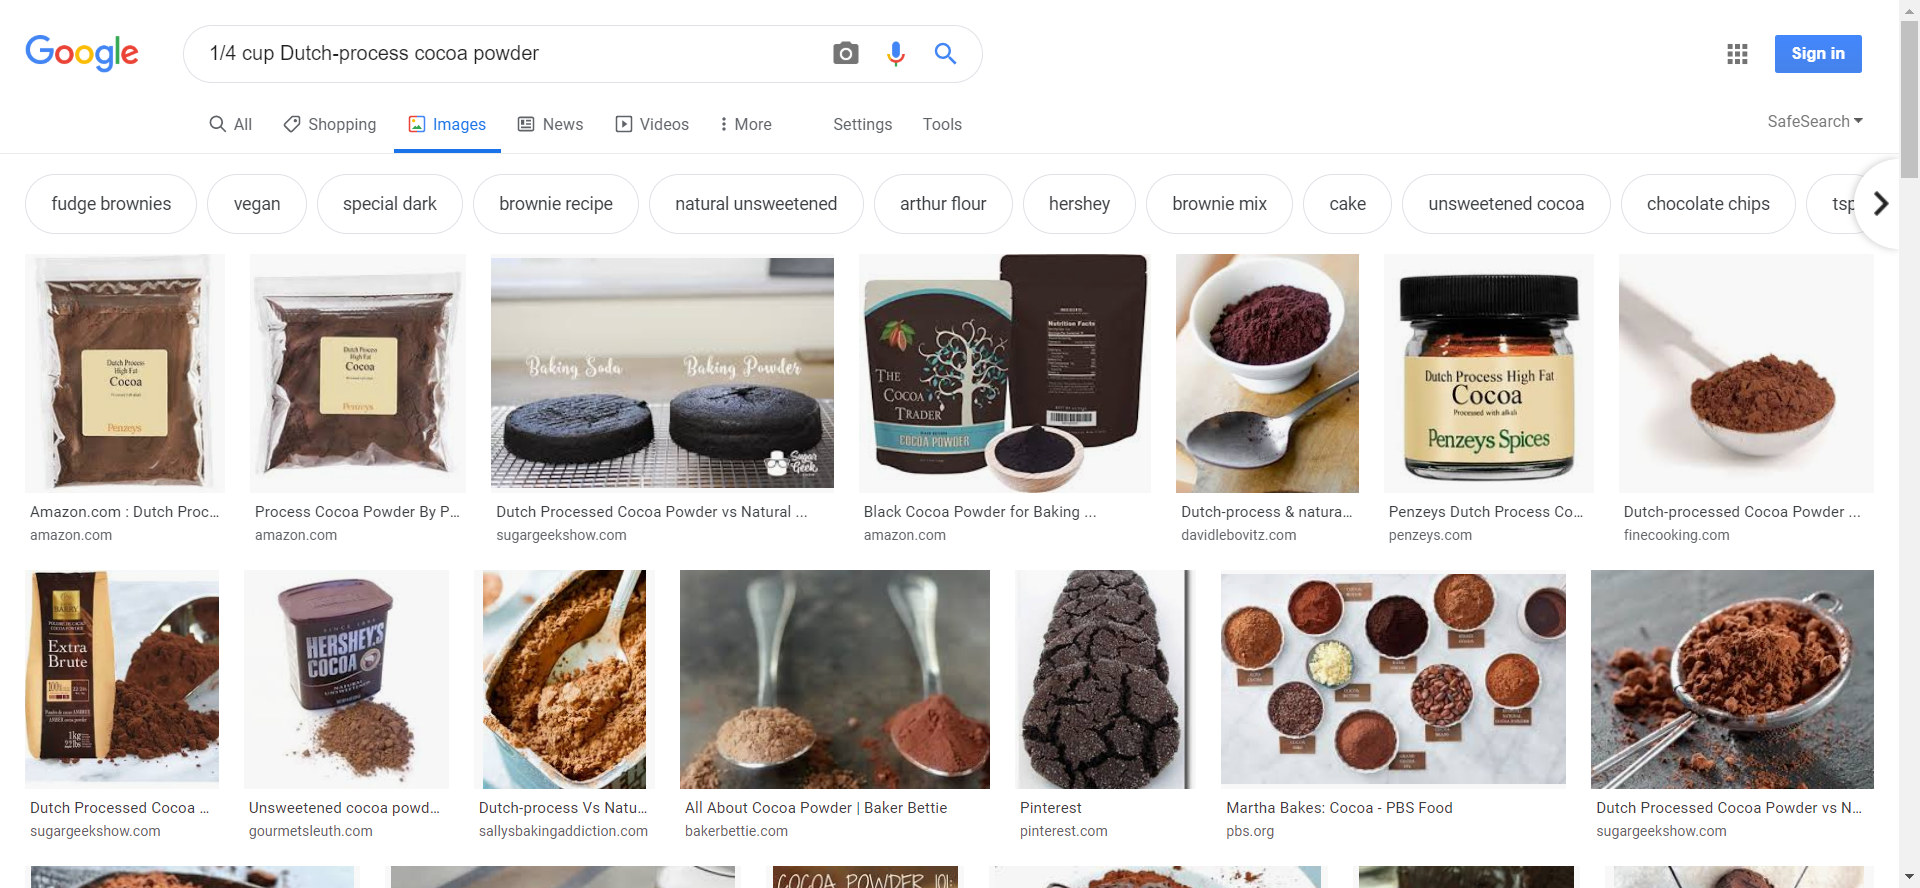 Google
1/4 cup Dutch-process cocoa powder
Sign in
All
Shopping
Images
News
Videos
More
Settings
Tools
SafeSearch
fudge brownies
vegan
special dark
brownie recipe
natural unsweetened
arthur flour
hershey
brownie mix
cake
unsweetened cocoa
chocolate chips
tsp
Dutch Process
High Fat
Cocoa
Penzeys
Dutch Process
High Fat
Cocoa
Penzeys
Baking Soda
Baking Powder
Sugar
Geek
THE
COCOA
TRADER
COCOA POWDER
Nutrition Facts
Dutch Process High Fat
Cocoa
Processed with alkali
Penzeys Spices
Amazon.com : Dutch Proc...
amazon.com
Process Cocoa Powder By P...
amazon.com
Dutch Processed Cocoa Powder vs Natural ...
sugargeekshow.com
Black Cocoa Powder for Baking ...
amazon.com
Dutch-process & natura...
davidlebovitz.com
Penzeys Dutch Process Co...
penzeys.com
Dutch-processed Cocoa Powder ...
finecooking.com
BARRY
Extra
Brute
100%
1kg
2.2 lbs
HERSHEY'S
COCOA
NATURAL
UNSWEETENED
Dutch Processed Cocoa ...
sugargeekshow.com
Unsweetened cocoa powd...
gourmetsleuth.com
Dutch-process Vs Natu...
sallysbakingaddiction.com
All About Cocoa Powder | Baker Bettie
bakerbettie.com
Pinterest
pinterest.com
Martha Bakes: Cocoa - PBS Food
pbs.org
Dutch Processed Cocoa Powder vs N...
sugargeekshow.com
COCOA POWDER 101: